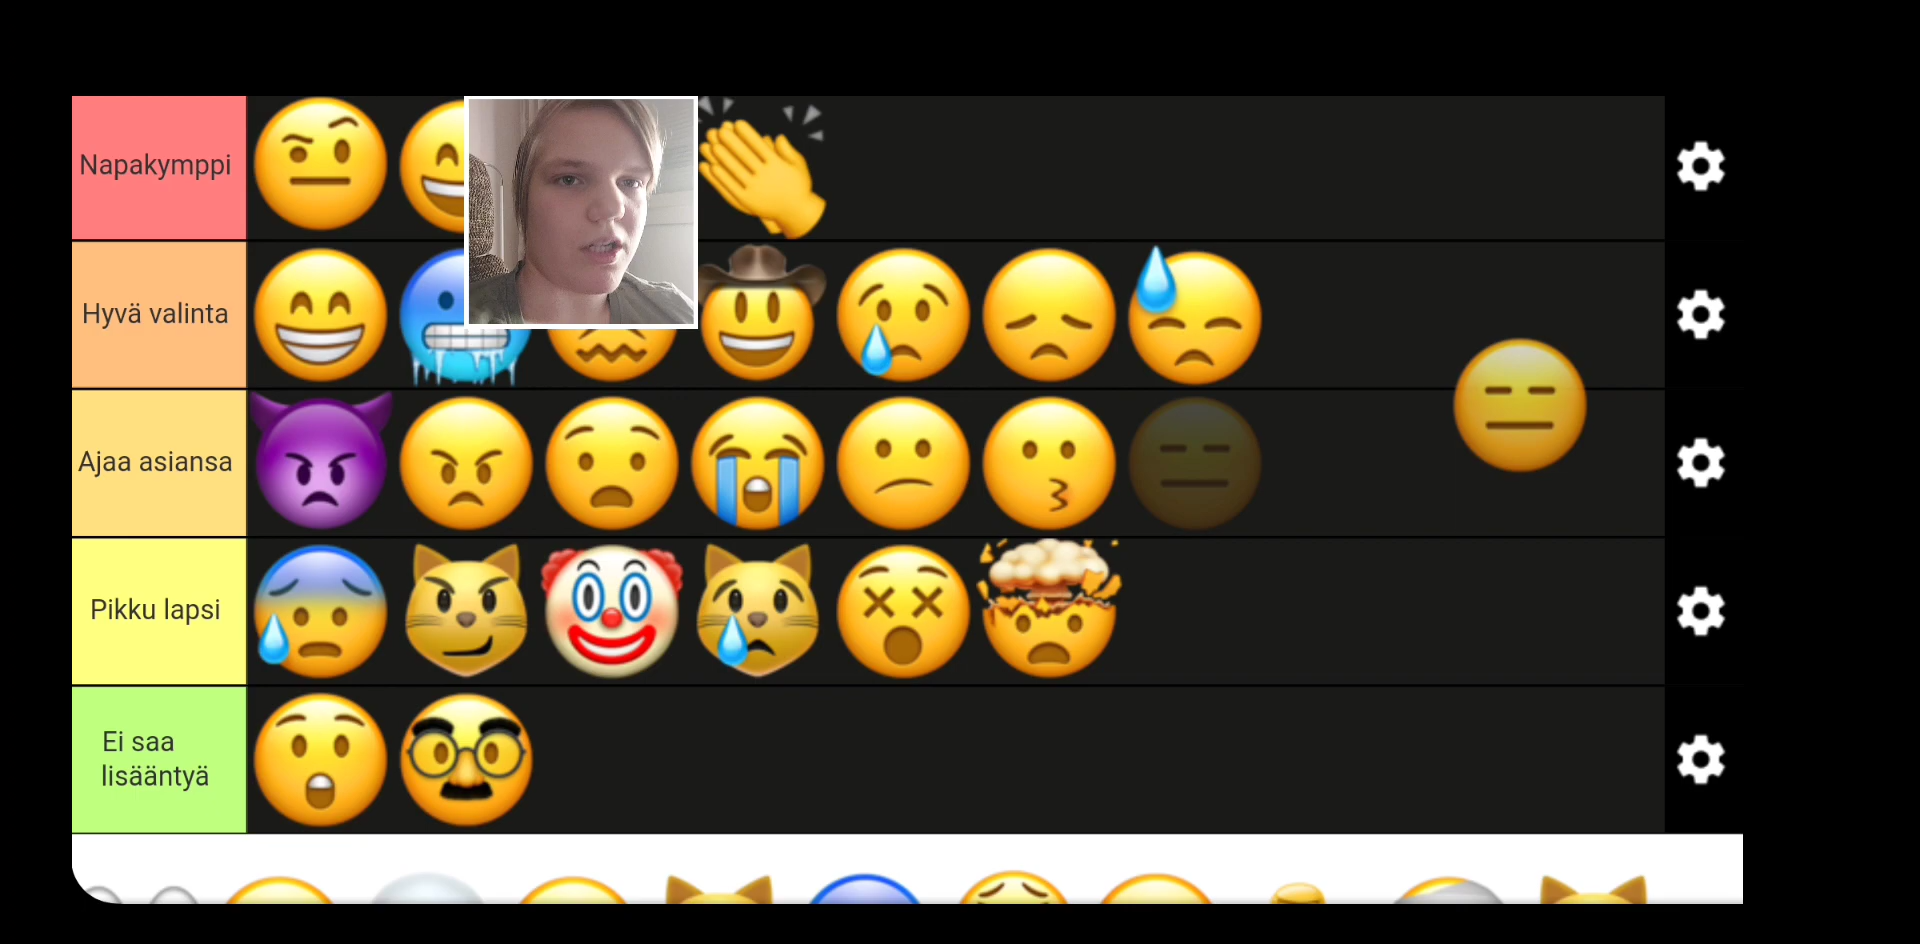 Napakymppi
Hyvä valinta
Ajaa asiansa
Pikku lapsi
Ei saa
lisääntyä